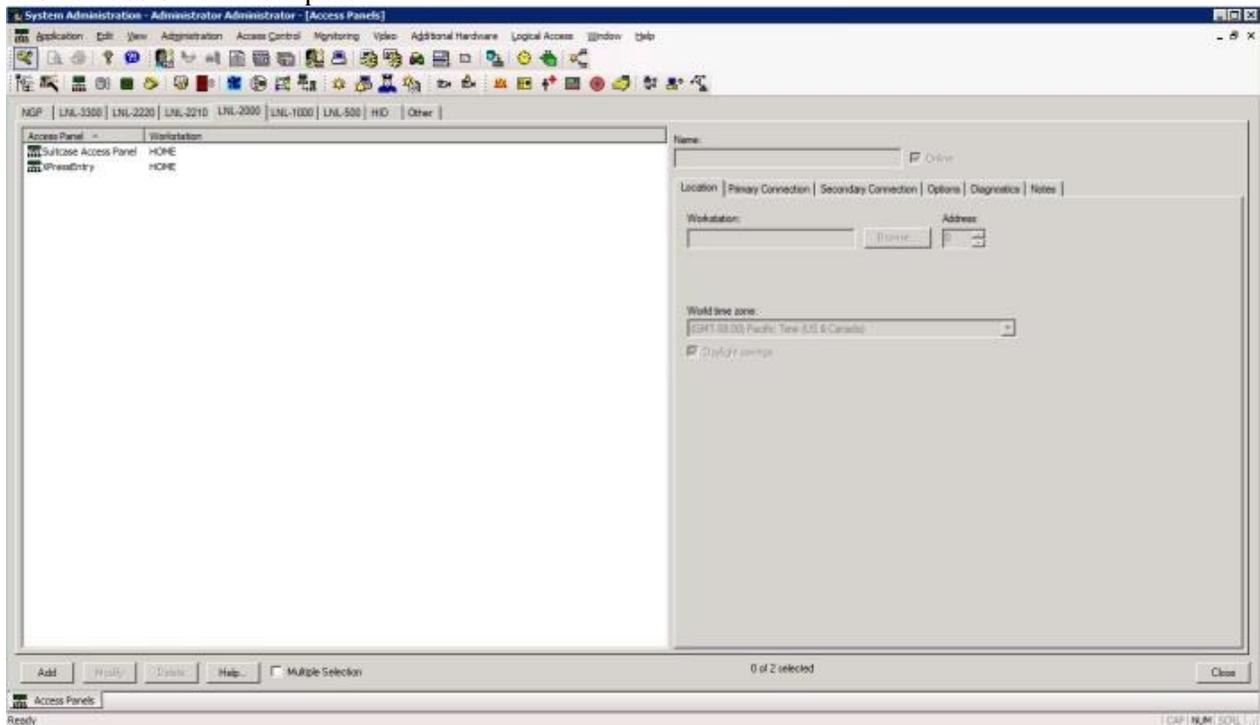 System Administration - Administrator Administrator - [Access Panels]
Application Edit View Administration Access Control Monitoring Video Additional Hardware Logical Access Window Help
NGP LNL-3300 LNL-2220 LNL-2210 LNL-2000 LNL-1000 LNL-500 HID Other
Access Panel Workstation
Suitcase Access Panel HOME
XPressEntry HOME
Name:
Online
Location Primary Connection Secondary Connection Options Diagnostics Notes
Workstation: Address:
Browse... 0
World time zone:
(GMT-08:00) Pacific Time (US & Canada)
Daylight savings
Add Modify Delete Help... Multiple Selection 0 of 2 selected Close
Access Panels
Ready CAP NUM SCRL